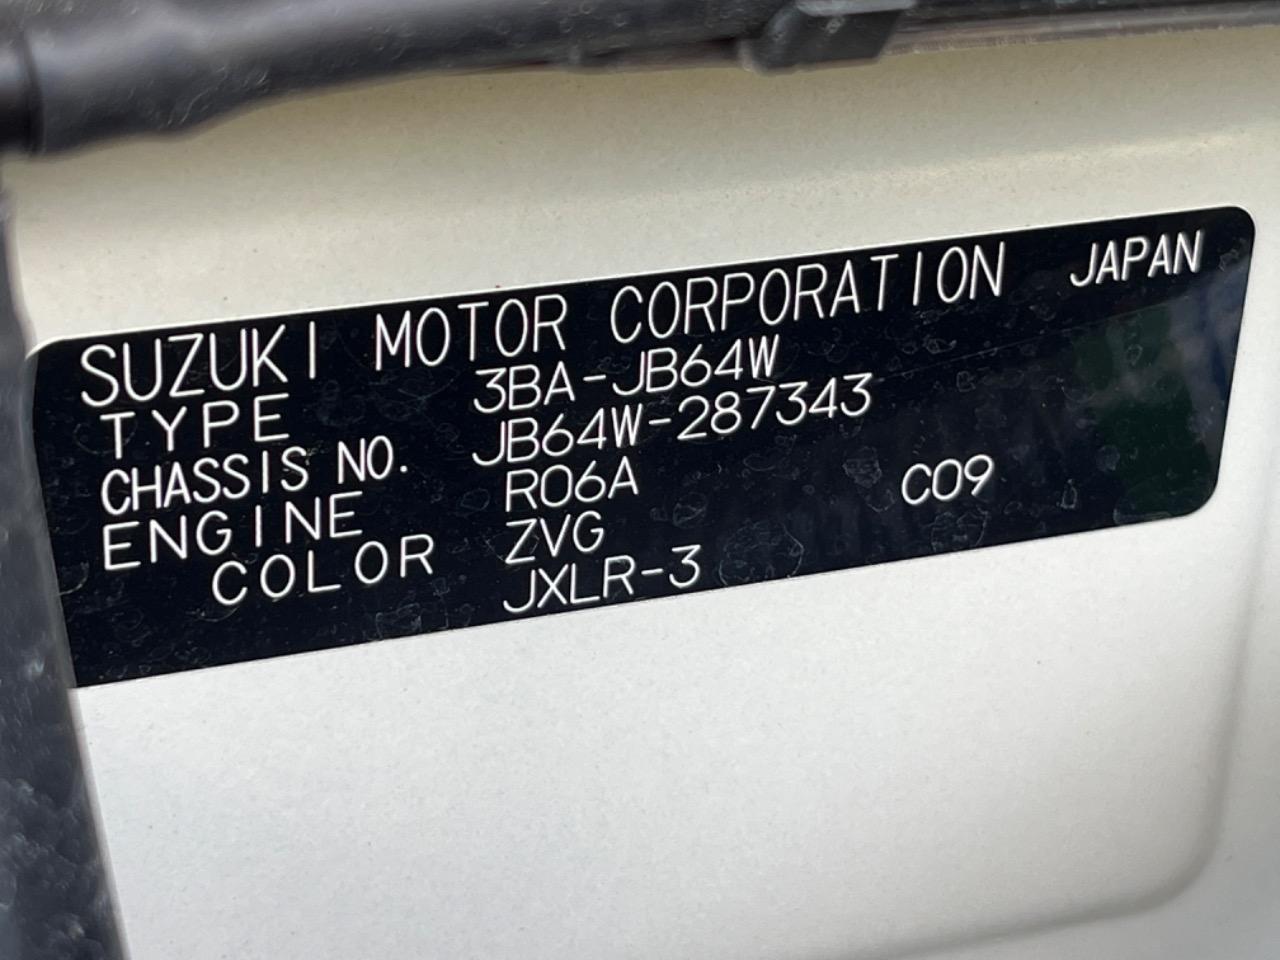 SUZUKI MOTOR CORPORATION JAPAN
TYPE 3BA-JB64W
CHASSIS NO. JB64W-287343
ENGINE R06A C09
COLOR ZVG
JXLR-3